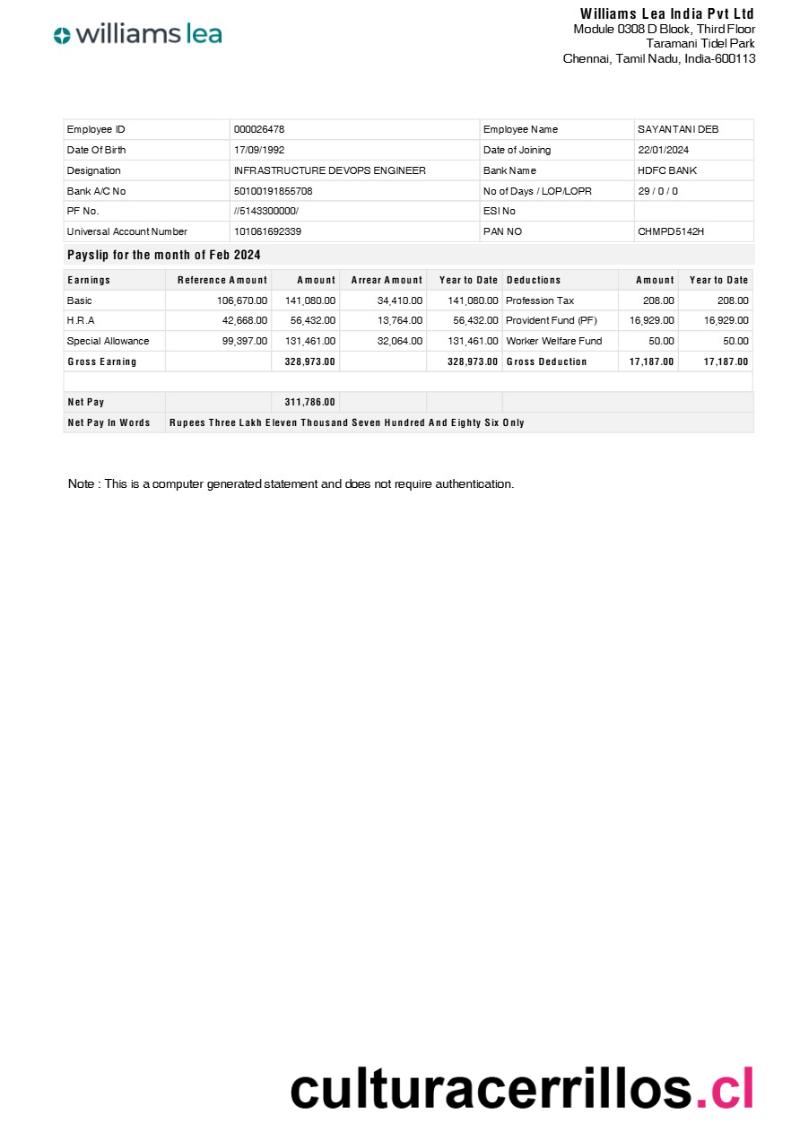 williams lea
Williams Lea India Pvt Ltd
Module 0308 D Block, Third Floor
Taramani Tidel Park
Chennai, Tamil Nadu, India-600113
Employee ID 000026478 Employee Name SAYANTANI DEB
Date Of Birth 17/09/1992 Date of Joining 22/01/2024
Designation INFRASTRUCTURE DEVOPS ENGINEER Bank Name HDFC BANK
Bank A/C No 50100191855708 No of Days / LOP/LOPR 29 / 0 / 0
PF No. //5143300000/ ESI No
Universal Account Number 101061692339 PAN NO CHMPD5142H
Payslip for the month of Feb 2024
Earnings Reference Amount Amount Arrear Amount Year to Date Deductions Amount Year to Date
Basic 106,670.00 141,080.00 34,410.00 141,080.00 Profession Tax 208.00 208.00
H.R.A 42,668.00 56,432.00 13,764.00 56,432.00 Provident Fund (PF) 16,929.00 16,929.00
Special Allowance 99,397.00 131,461.00 32,064.00 131,461.00 Worker Welfare Fund 50.00 50.00
Gross Earning 328,973.00 328,973.00 Gross Deduction 17,187.00 17,187.00
Net Pay 311,786.00
Net Pay In Words Rupees Three Lakh Eleven Thousand Seven Hundred And Eighty Six Only
Note : This is a computer generated statement and does not require authentication.
culturacerrillos.cl